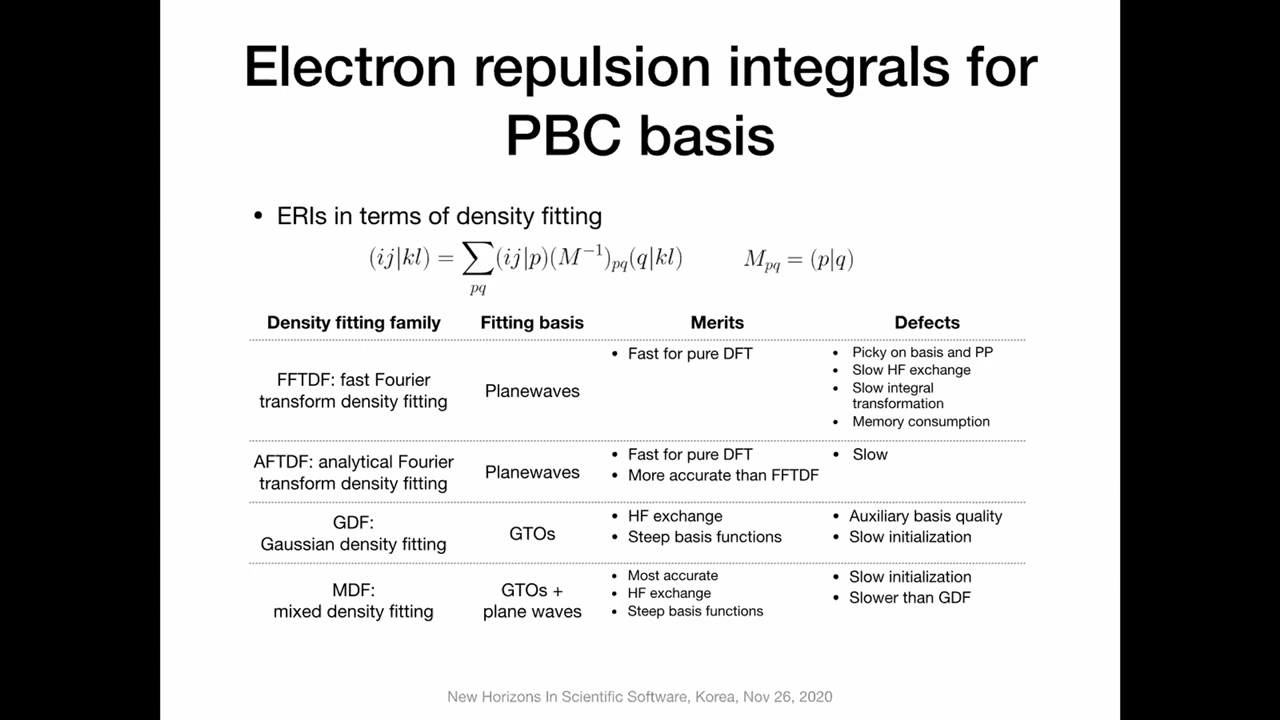 Electron repulsion integrals for
PBC basis
• ERIs in terms of density fitting
(ij|kl) = ∑_{pq} (ij|p)(M⁻¹)_{pq}(q|kl)    M_{pq} = (p|q)
Density fitting family    Fitting basis    Merits    Defects
FFTDF: fast Fourier
transform density fitting
Planewaves
• Fast for pure DFT
• Picky on basis and PP
• Slow HF exchange
• Slow integral
transformation
• Memory consumption
AFTDF: analytical Fourier
transform density fitting
Planewaves
• Fast for pure DFT
• More accurate than FFTDF
• Slow
GDF:
Gaussian density fitting
GTOs
• HF exchange
• Steep basis functions
• Auxiliary basis quality
• Slow initialization
MDF:
mixed density fitting
GTOs +
plane waves
• Most accurate
• HF exchange
• Steep basis functions
• Slow initialization
• Slower than GDF
New Horizons In Scientific Software, Korea, Nov 26, 2020